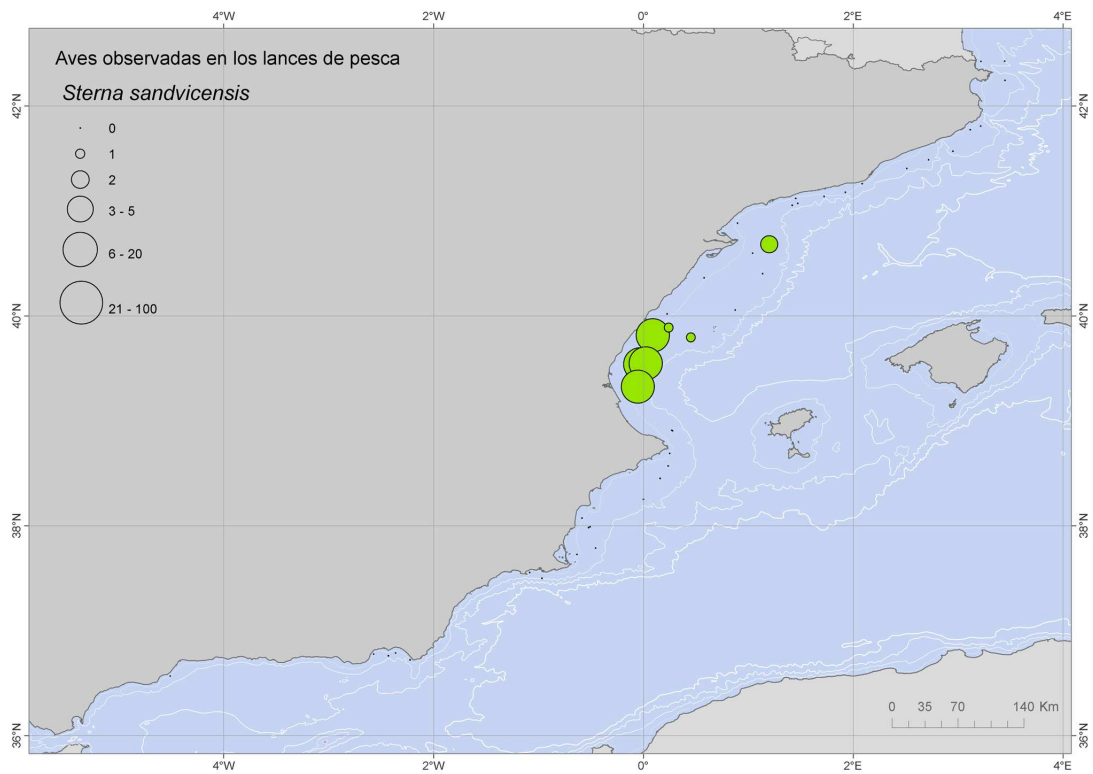 4°W 2°W 0° 2°E 4°E
Aves observadas en los lances de pesca
Sterna sandvicensis
0
1
2
3 - 5
6 - 20
21 - 100
42°N 42°N
40°N 40°N
38°N 38°N
36°N 36°N
0 35 70 140 Km
4°W 2°W 0° 2°E 4°E